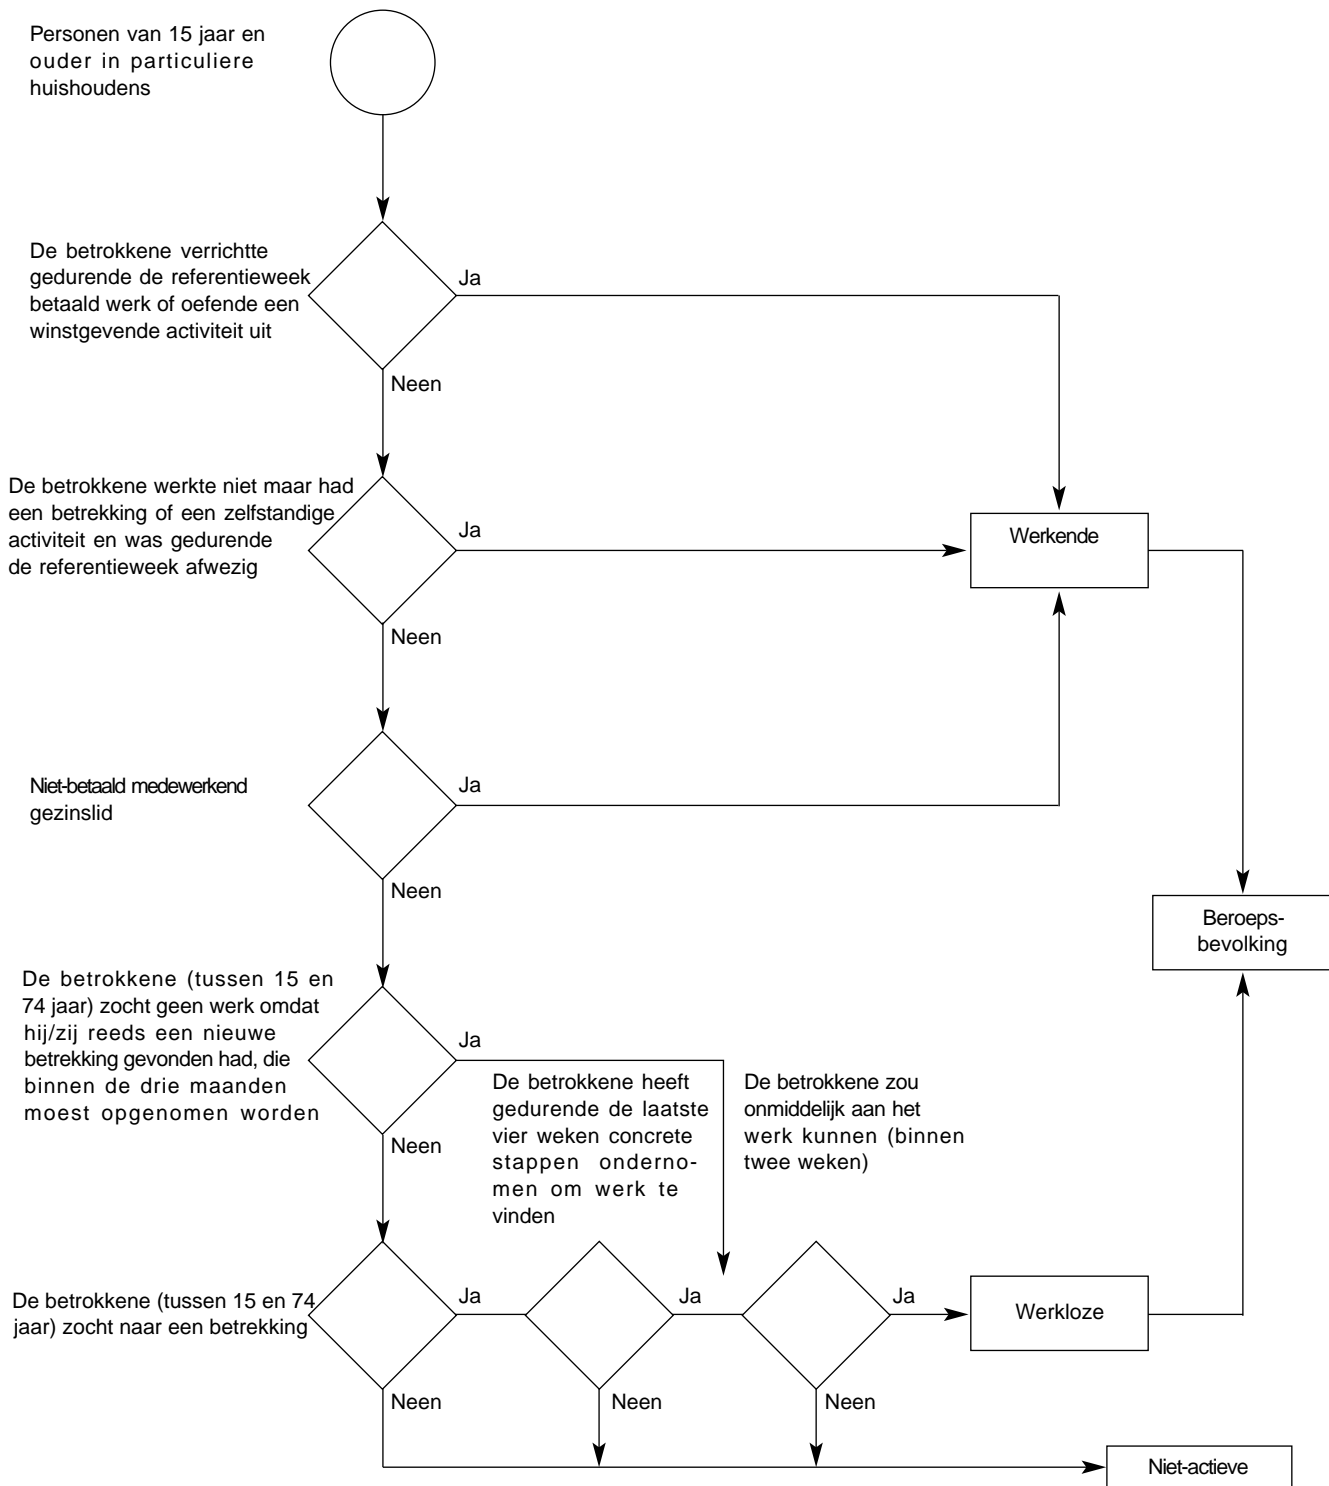 Personen van 15 jaar en
ouder in particuliere
huishoudens
De betrokkene verrichtte
gedurende de referentieweek
betaald werk of oefende een
winstgevende activiteit uit
Ja
Neen
De betrokkene werkte niet maar had
een betrekking of een zelfstandige
activiteit en was gedurende
de referentieweek afwezig
Ja
Werkende
Neen
Niet-betaald medewerkend
gezinslid
Ja
Neen
Beroeps-
bevolking
De betrokkene (tussen 15 en
74 jaar) zocht geen werk omdat
hij/zij reeds een nieuwe
betrekking gevonden had, die
binnen de drie maanden
moest opgenomen worden
Ja
Neen
De betrokkene heeft
gedurende de laatste
vier weken concrete
stappen onderno-
men om werk te
vinden
De betrokkene zou
onmiddelijk aan het
werk kunnen (binnen
twee weken)
De betrokkene (tussen 15 en 74
jaar) zocht naar een betrekking
Ja
Ja
Ja
Werkloze
Neen
Neen
Neen
Niet-actieve